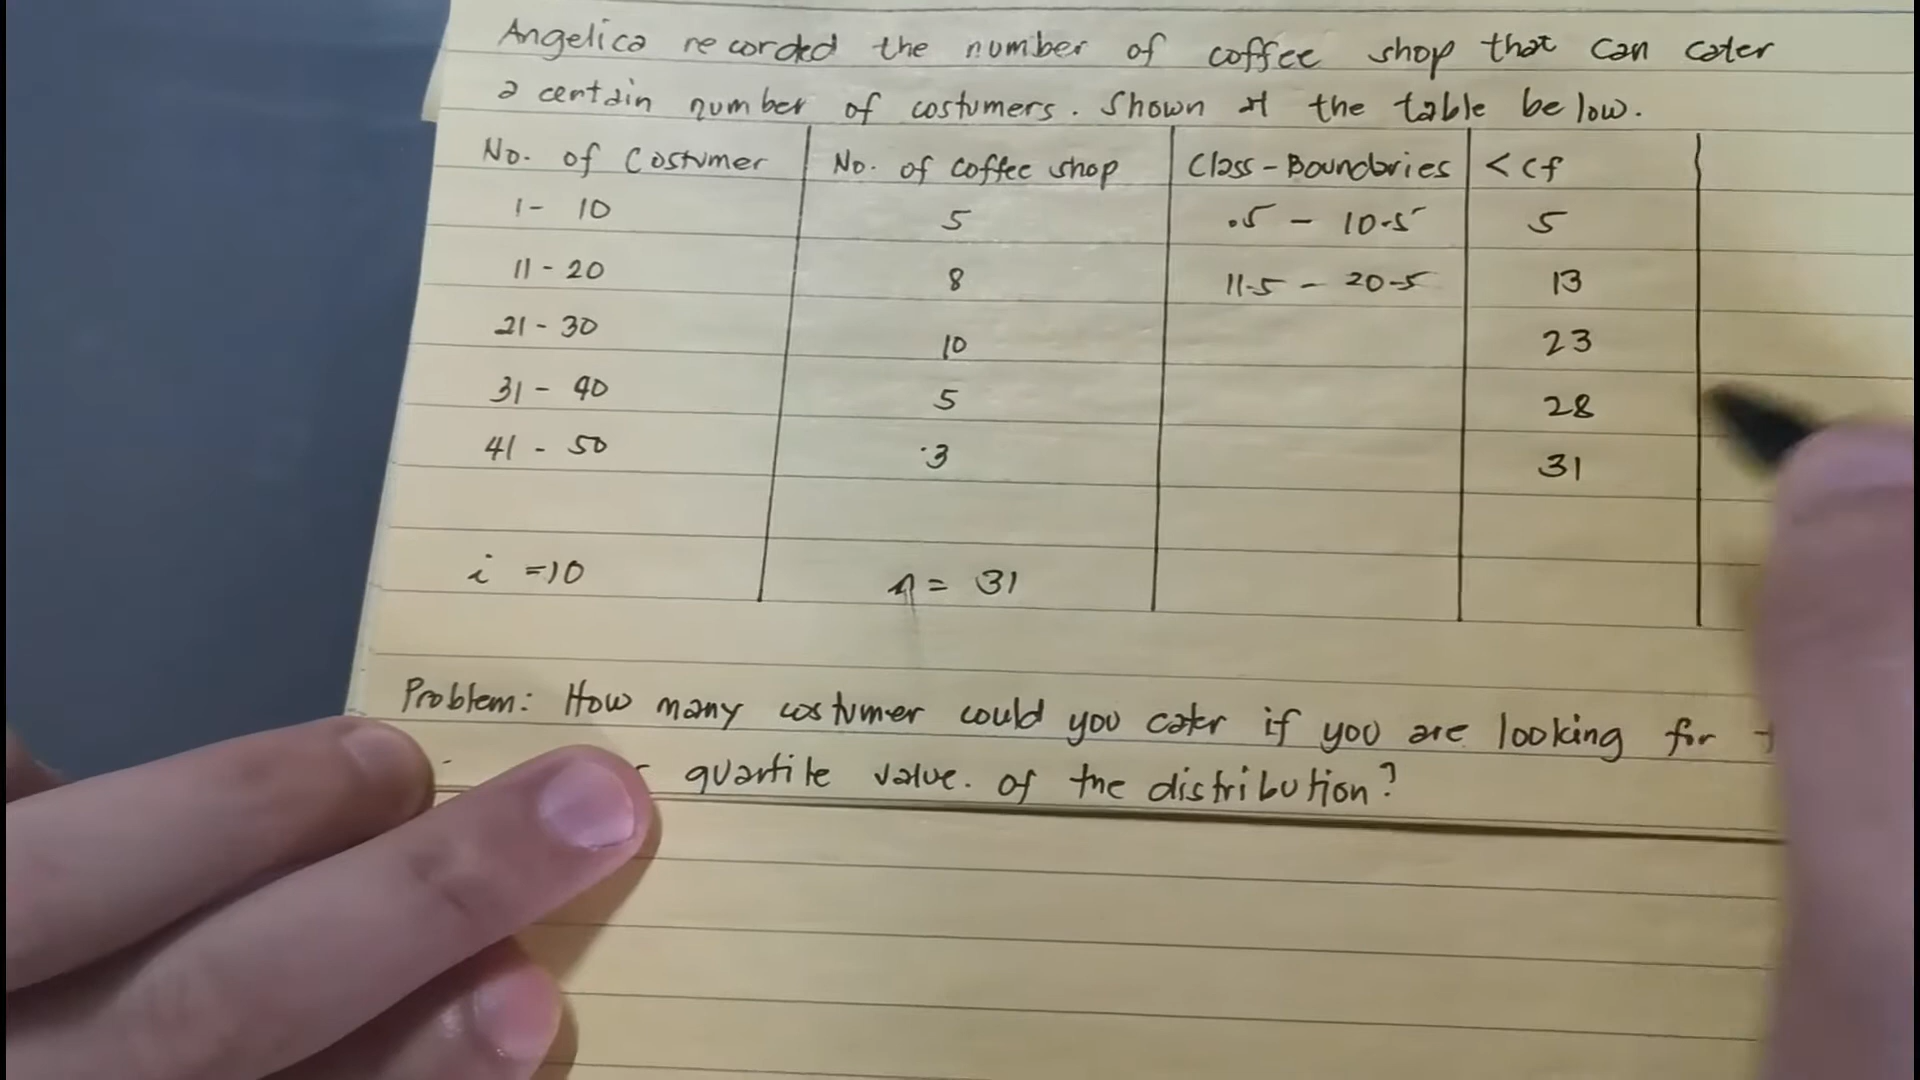 Angelica recorded the number of coffee shop that can cater
a certain number of costumers. Shown at the table below.
No. of Costumer No. of coffee shop Class-Boundaries <cf
1- 10 5 .5 - 10.5 5
11-20 8 11.5 - 20.5 13
21-30 10 23
31-40 5 28
41 - 50 3 31
i =10 n = 31
Problem: How many costumer could you cater if you are looking for
quartile value. of the distribution?